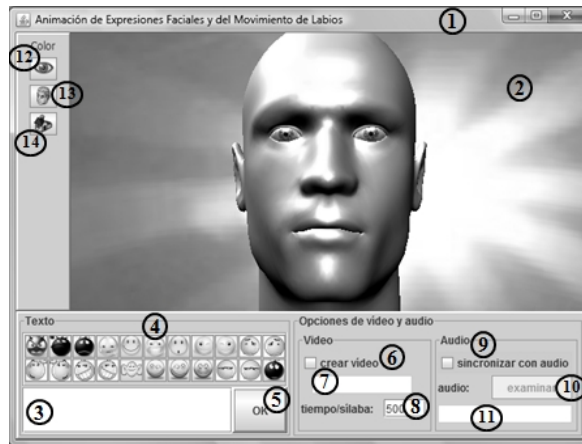 Animación de Expresiones Faciales y del Movimiento de Labios
1
Color
12
2
13
14
Texto
4
Opciones de video y audio
Video
Audio
9
crear video
6
sincronizar con audio
7
audio:
examinar
10
3
OK
5
tiempo/sílaba:
500
8
11